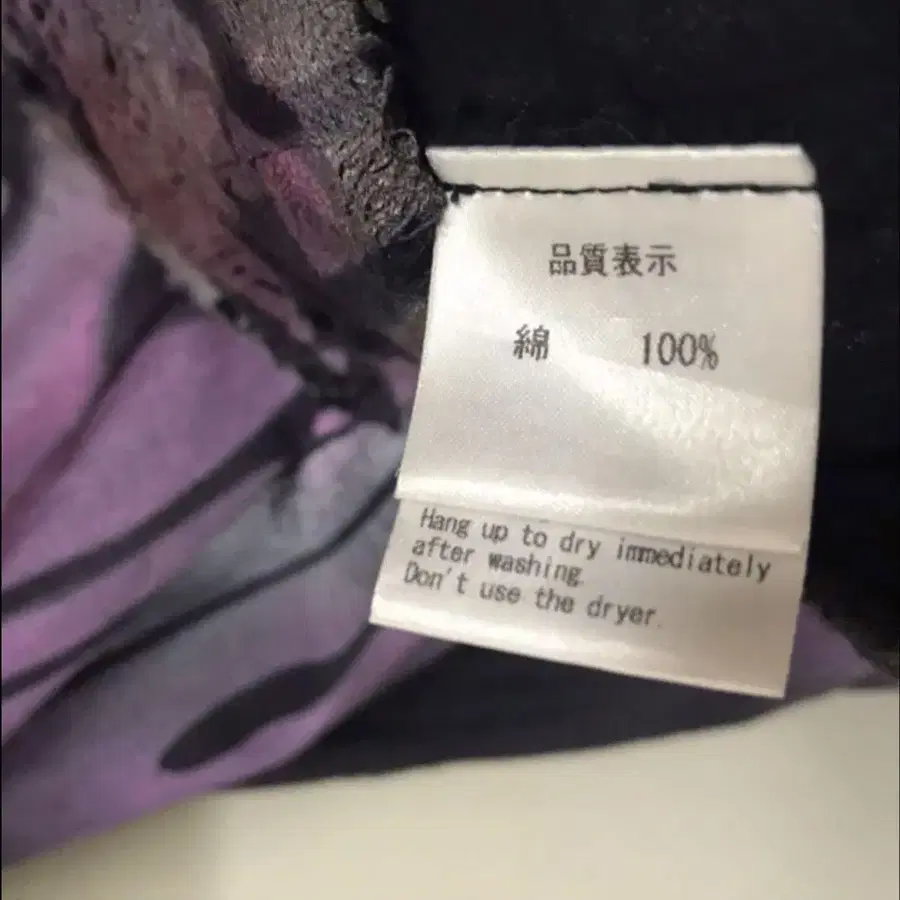 品質表示
綿 100%
Hang up to dry immediately
after washing.
Don't use the dryer.